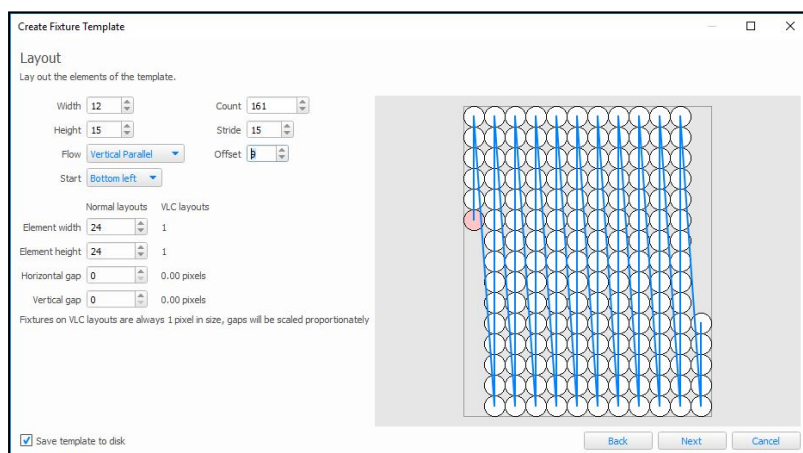 Create Fixture Template
Layout
Lay out the elements of the template.
Width 12 Count 161
Height 15 Stride 15
Flow Vertical Parallel Offset 9
Start Bottom left
Normal layouts VLC layouts
Element width 24 1
Element height 24 1
Horizontal gap 0 0.00 pixels
Vertical gap 0 0.00 pixels
Fixtures on VLC layouts are always 1 pixel in size, gaps will be scaled proportionately
Save template to disk Back Next Cancel